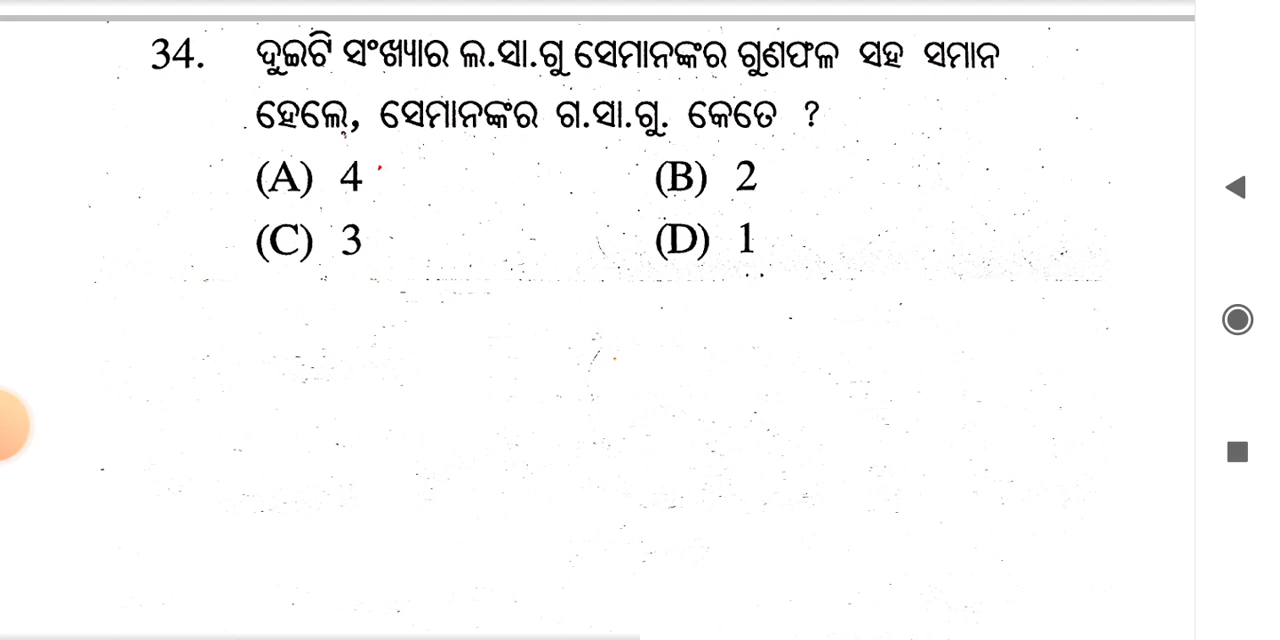 34. ଦୁଇଟି ସଂଖ୍ୟାର ଲ.ସା.ଗୁ ସେମାନଙ୍କର ଗୁଣଫଳ ସହ ସମାନ
ହେଲେ, ସେମାନଙ୍କର ଗ.ସା.ଗୁ. କେତେ ?
(A) 4 (B) 2
(C) 3 (D) 1